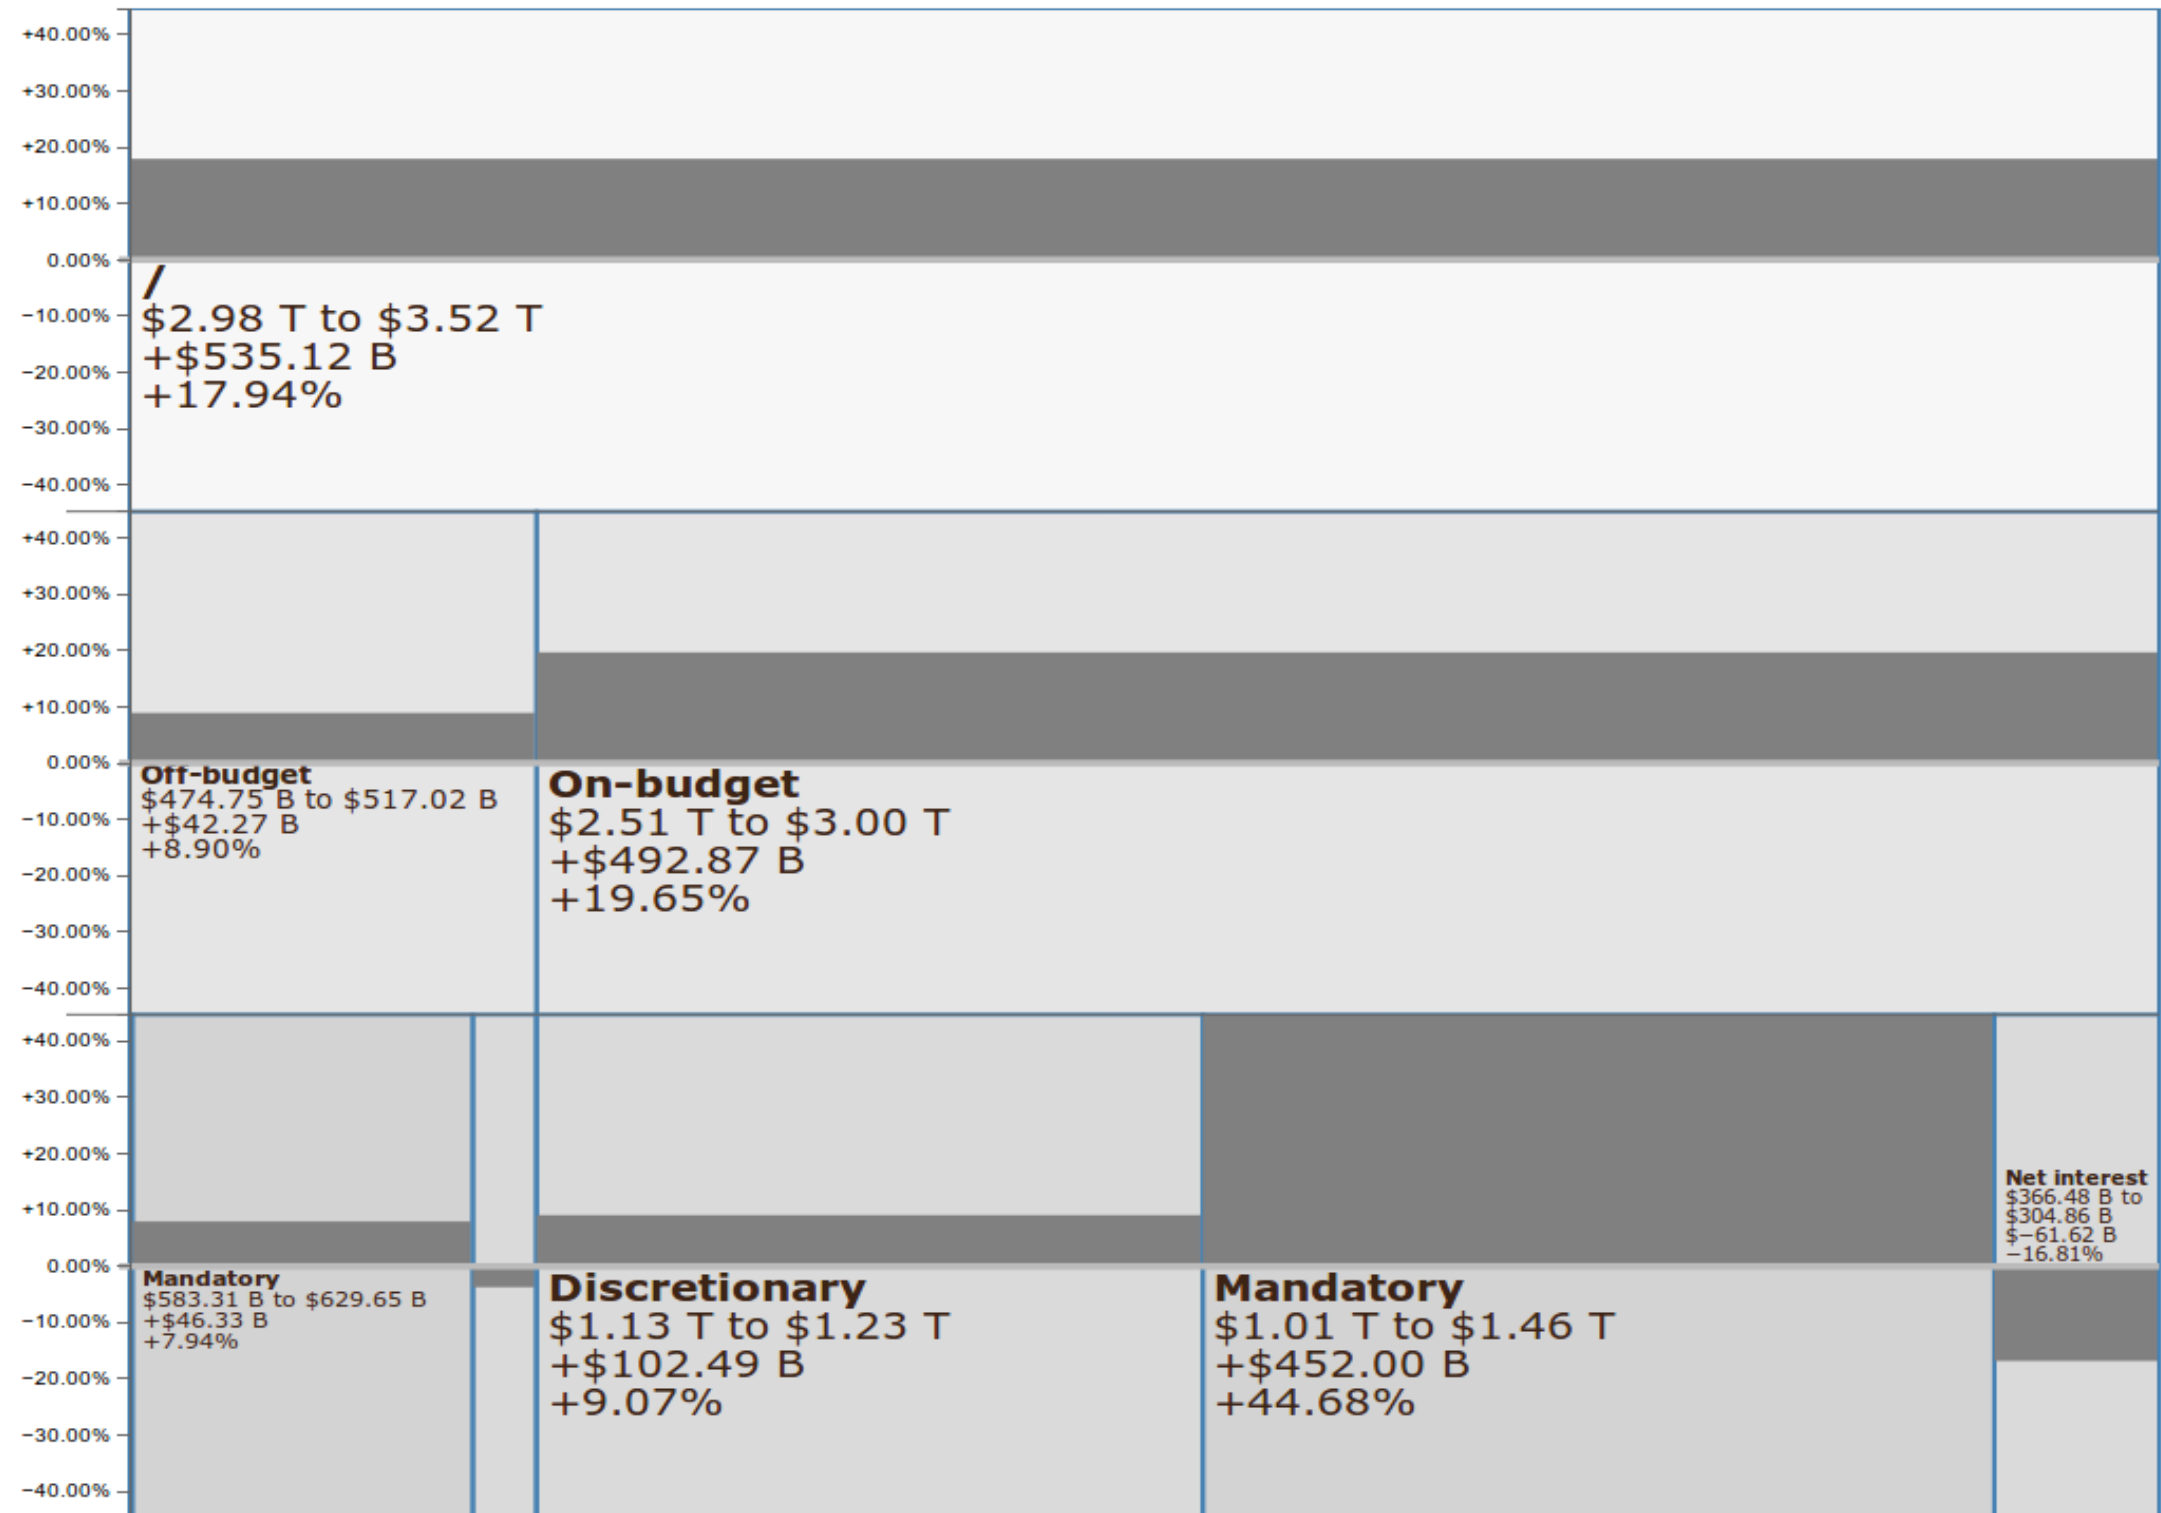 +40.00%
+30.00%
+20.00%
+10.00%
0.00%
−10.00%
−20.00%
−30.00%
−40.00%
/
$2.98 T to $3.52 T
+$535.12 B
+17.94%
+40.00%
+30.00%
+20.00%
+10.00%
0.00%
−10.00%
−20.00%
−30.00%
−40.00%
Off-budget
$474.75 B to $517.02 B
+$42.27 B
+8.90%
On-budget
$2.51 T to $3.00 T
+$492.87 B
+19.65%
+40.00%
+30.00%
+20.00%
+10.00%
0.00%
−10.00%
−20.00%
−30.00%
−40.00%
Mandatory
$583.31 B to $629.65 B
+$46.33 B
+7.94%
Discretionary
$1.13 T to $1.23 T
+$102.49 B
+9.07%
Mandatory
$1.01 T to $1.46 T
+$452.00 B
+44.68%
Net interest
$366.48 B to
$304.86 B
$−61.62 B
−16.81%